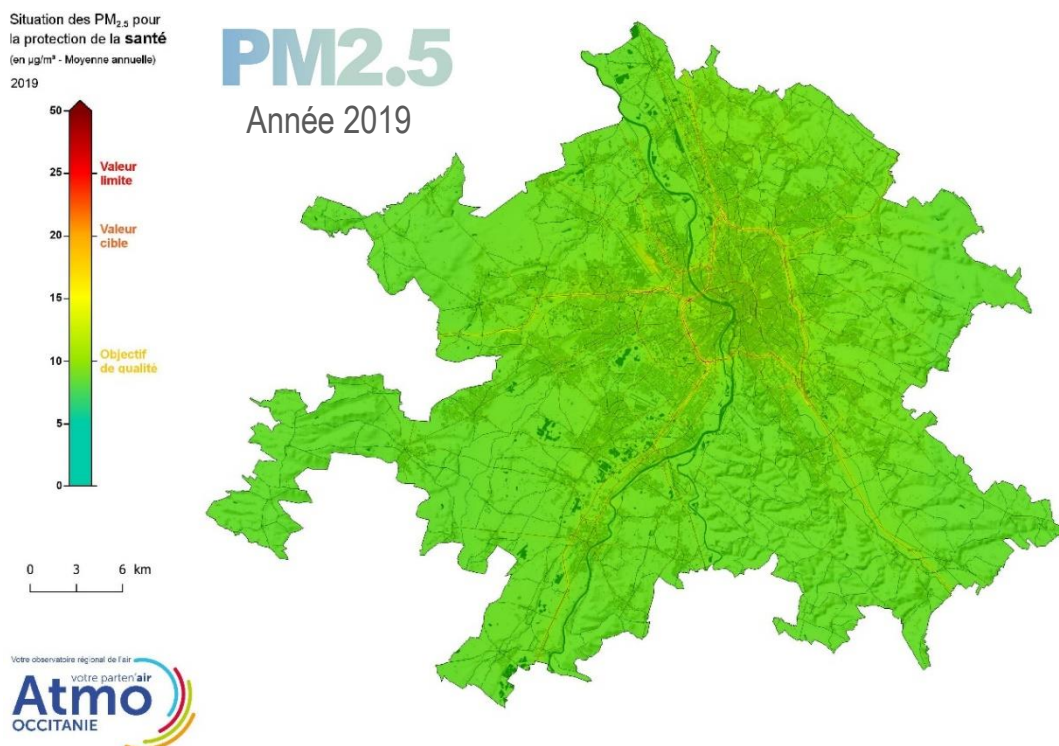 Situation des PM2.5 pour
la protection de la santé
(en µg/m³ - Moyenne annuelle)
2019
PM2.5
Année 2019
50
25
Valeur
limite
20
Valeur
cible
15
10
Objectif
de qualité
5
0
0 3 6 km
Votre observatoire régional de l'air
votre parten'air
Atmo
OCCITANIE